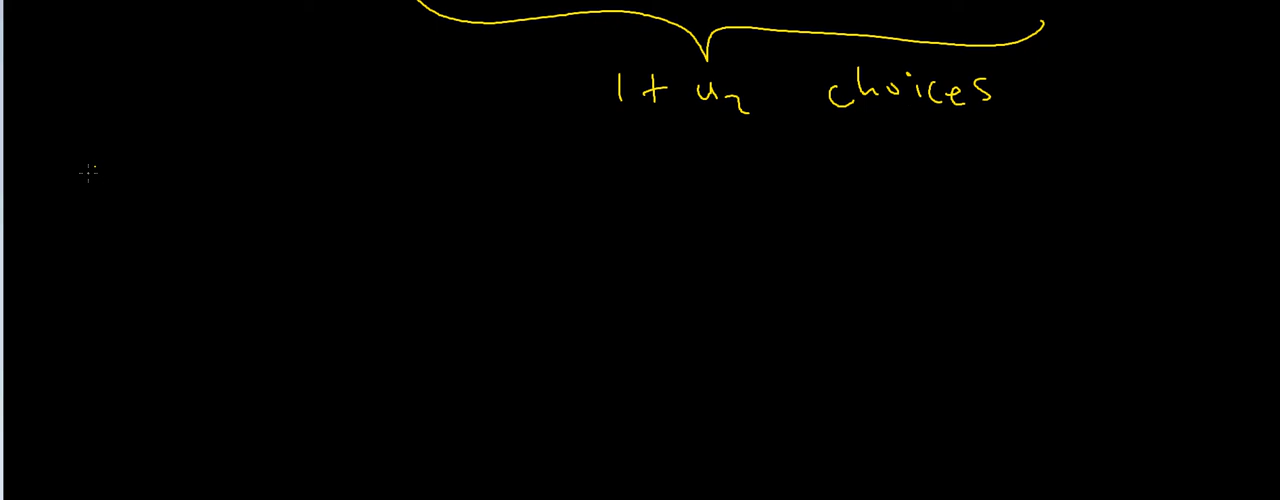 1 + u₂ choices